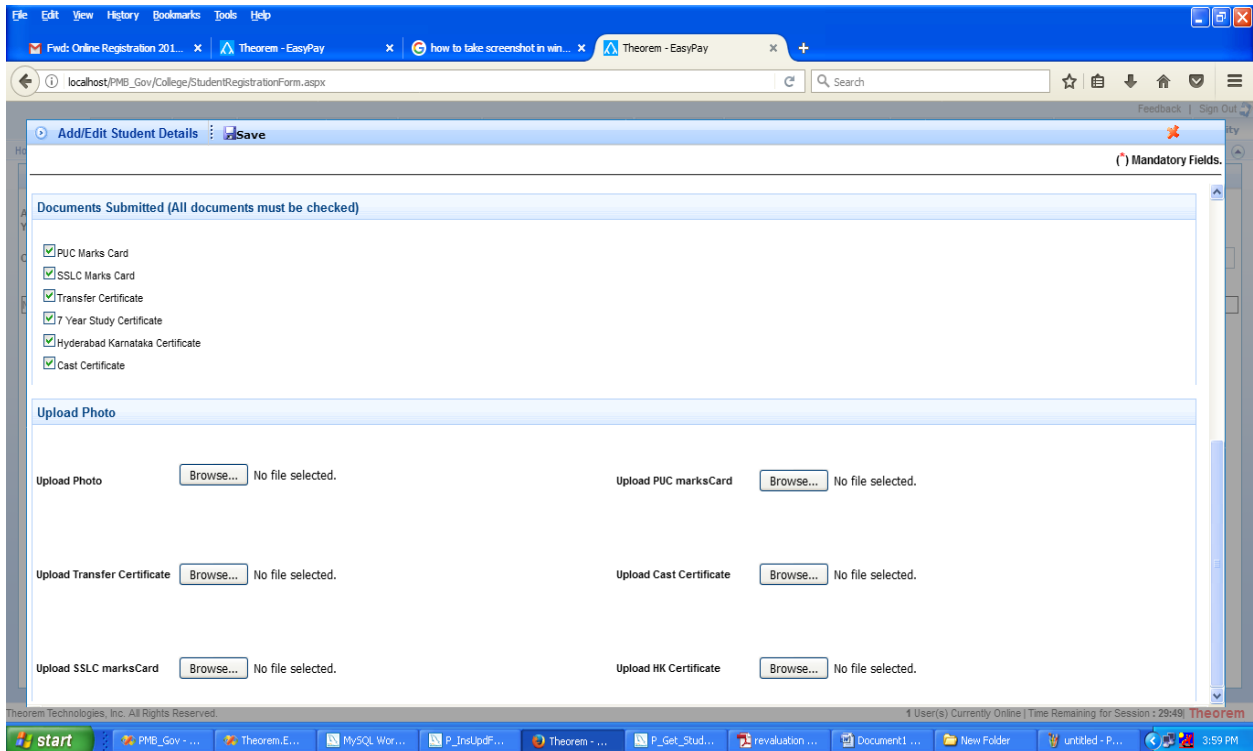 File Edit View History Bookmarks Tools Help
Fwd: Online Registration 201... × Theorem - EasyPay × how to take screenshot in win... × Theorem - EasyPay × +
localhost/PMB_Gov/College/StudentRegistrationForm.aspx Search
Feedback | Sign Out
Add/Edit Student Details Save
(*) Mandatory Fields.
Documents Submitted (All documents must be checked)
PUC Marks Card
SSLC Marks Card
Transfer Certificate
7 Year Study Certificate
Hyderabad Karnataka Certificate
Cast Certificate
Upload Photo
Upload Photo Browse... No file selected. Upload PUC marksCard Browse... No file selected.
Upload Transfer Certificate Browse... No file selected. Upload Cast Certificate Browse... No file selected.
Upload SSLC marksCard Browse... No file selected. Upload HK Certificate Browse... No file selected.
Theorem Technologies, Inc. All Rights Reserved. 1 User(s) Currently Online | Time Remaining for Session : 29:49| Theorem
start PMB_Gov - ... Theorem.E... MySQL Wor... P_InsUpdF... Theorem - ... P_Get_Stud... revaluation ... Document1 ... New Folder untitled - P... 3:59 PM